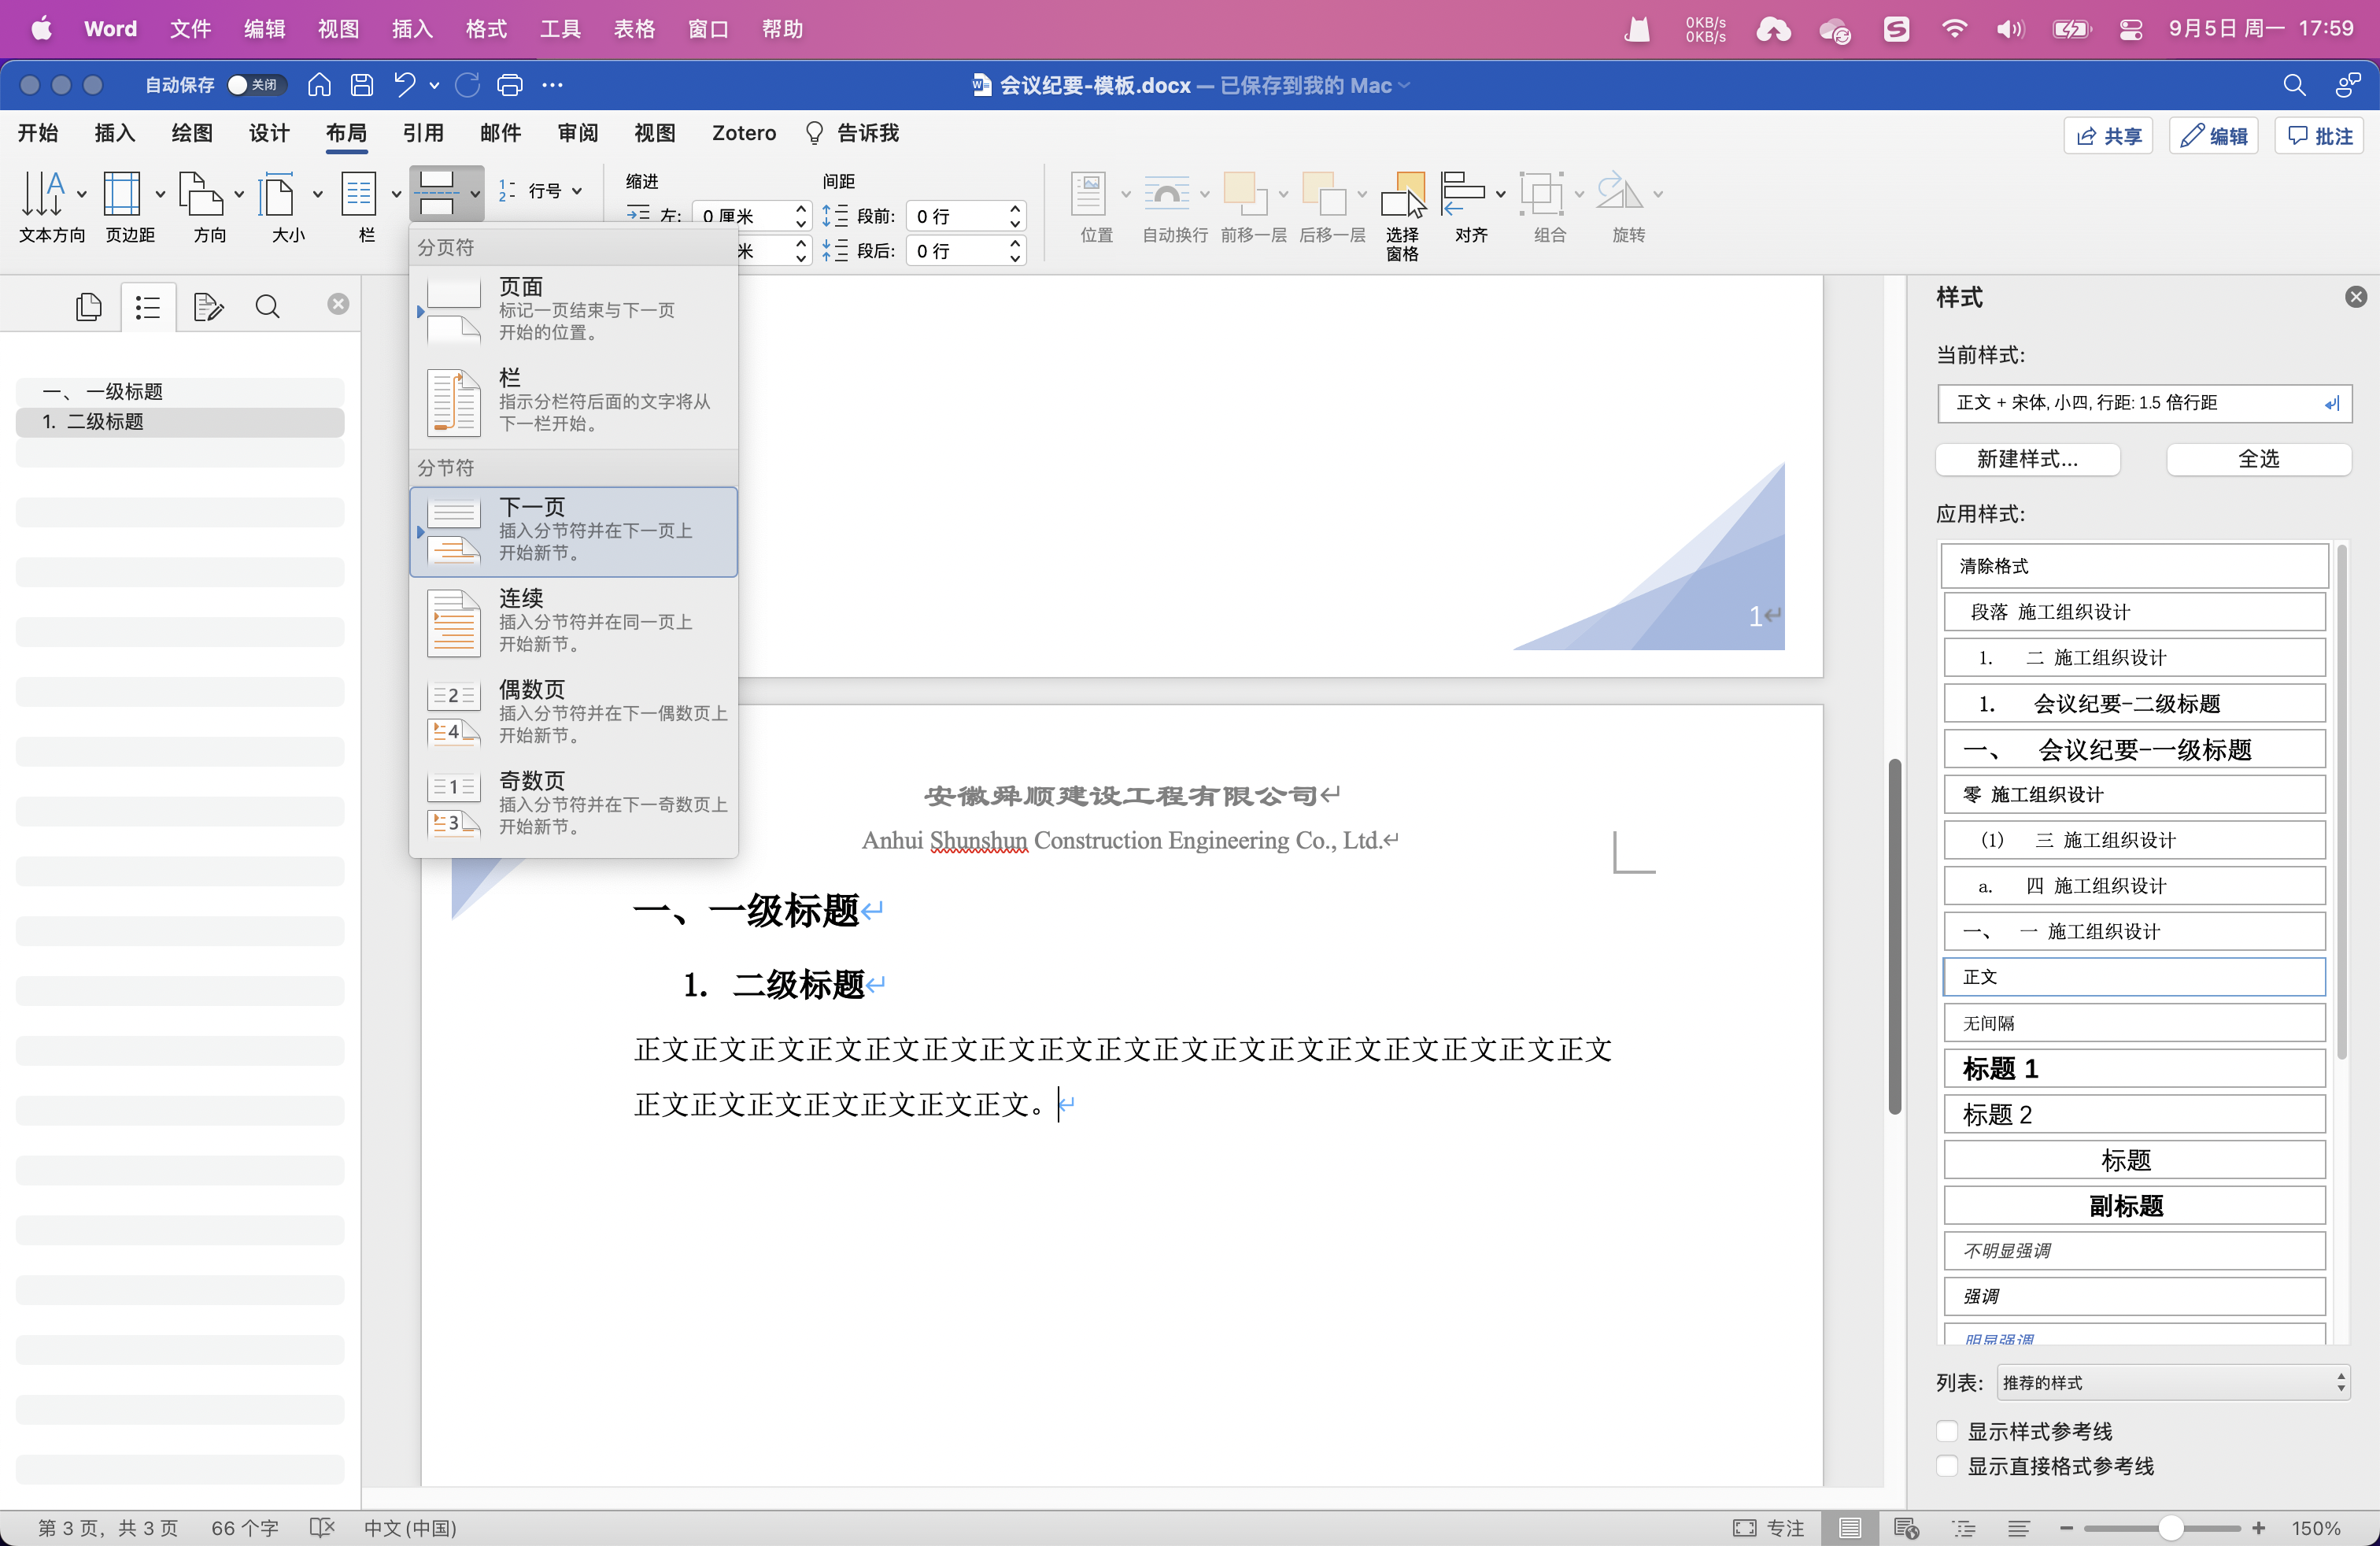 Word 文件 编辑 视图 插入 格式 工具 表格 窗口 帮助
0KB/s
0KB/s
9月5日 周一 17:59
自动保存 关闭
会议纪要-模板.docx — 已保存到我的 Mac
开始 插入 绘图 设计 布局 引用 邮件 审阅 视图 Zotero 告诉我
共享 编辑 批注
文本方向 页边距 方向 大小 栏
行号
缩进
左: 0 厘米
米
间距
段前: 0 行
段后: 0 行
位置 自动换行 前移一层 后移一层 选择
窗格
对齐 组合 旋转
分页符
页面
标记一页结束与下一页
开始的位置。
栏
指示分栏符后面的文字将从
下一栏开始。
分节符
下一页
插入分节符并在下一页上
开始新节。
连续
插入分节符并在同一页上
开始新节。
2
4
偶数页
插入分节符并在下一偶数页上
开始新节。
1
3
奇数页
插入分节符并在下一奇数页上
开始新节。
一、 一级标题
1. 二级标题
1
安徽舜顺建设工程有限公司
Anhui Shunshun Construction Engineering Co., Ltd.
一、一级标题
1. 二级标题
正文正文正文正文正文正文正文正文正文正文正文正文正文正文正文正文正文
正文正文正文正文正文正文正文。
样式
当前样式:
正文 + 宋体, 小四, 行距: 1.5 倍行距
新建样式... 全选
应用样式:
清除格式
段落 施工组织设计
1. 二 施工组织设计
1. 会议纪要-二级标题
一、 会议纪要-一级标题
零 施工组织设计
(1) 三 施工组织设计
a. 四 施工组织设计
一、 一 施工组织设计
正文
无间隔
标题 1
标题 2
标题
副标题
不明显强调
强调
明显强调
列表: 推荐的样式
显示样式参考线
显示直接格式参考线
第 3 页，共 3 页 66 个字 中文 (中国)
专注 150%